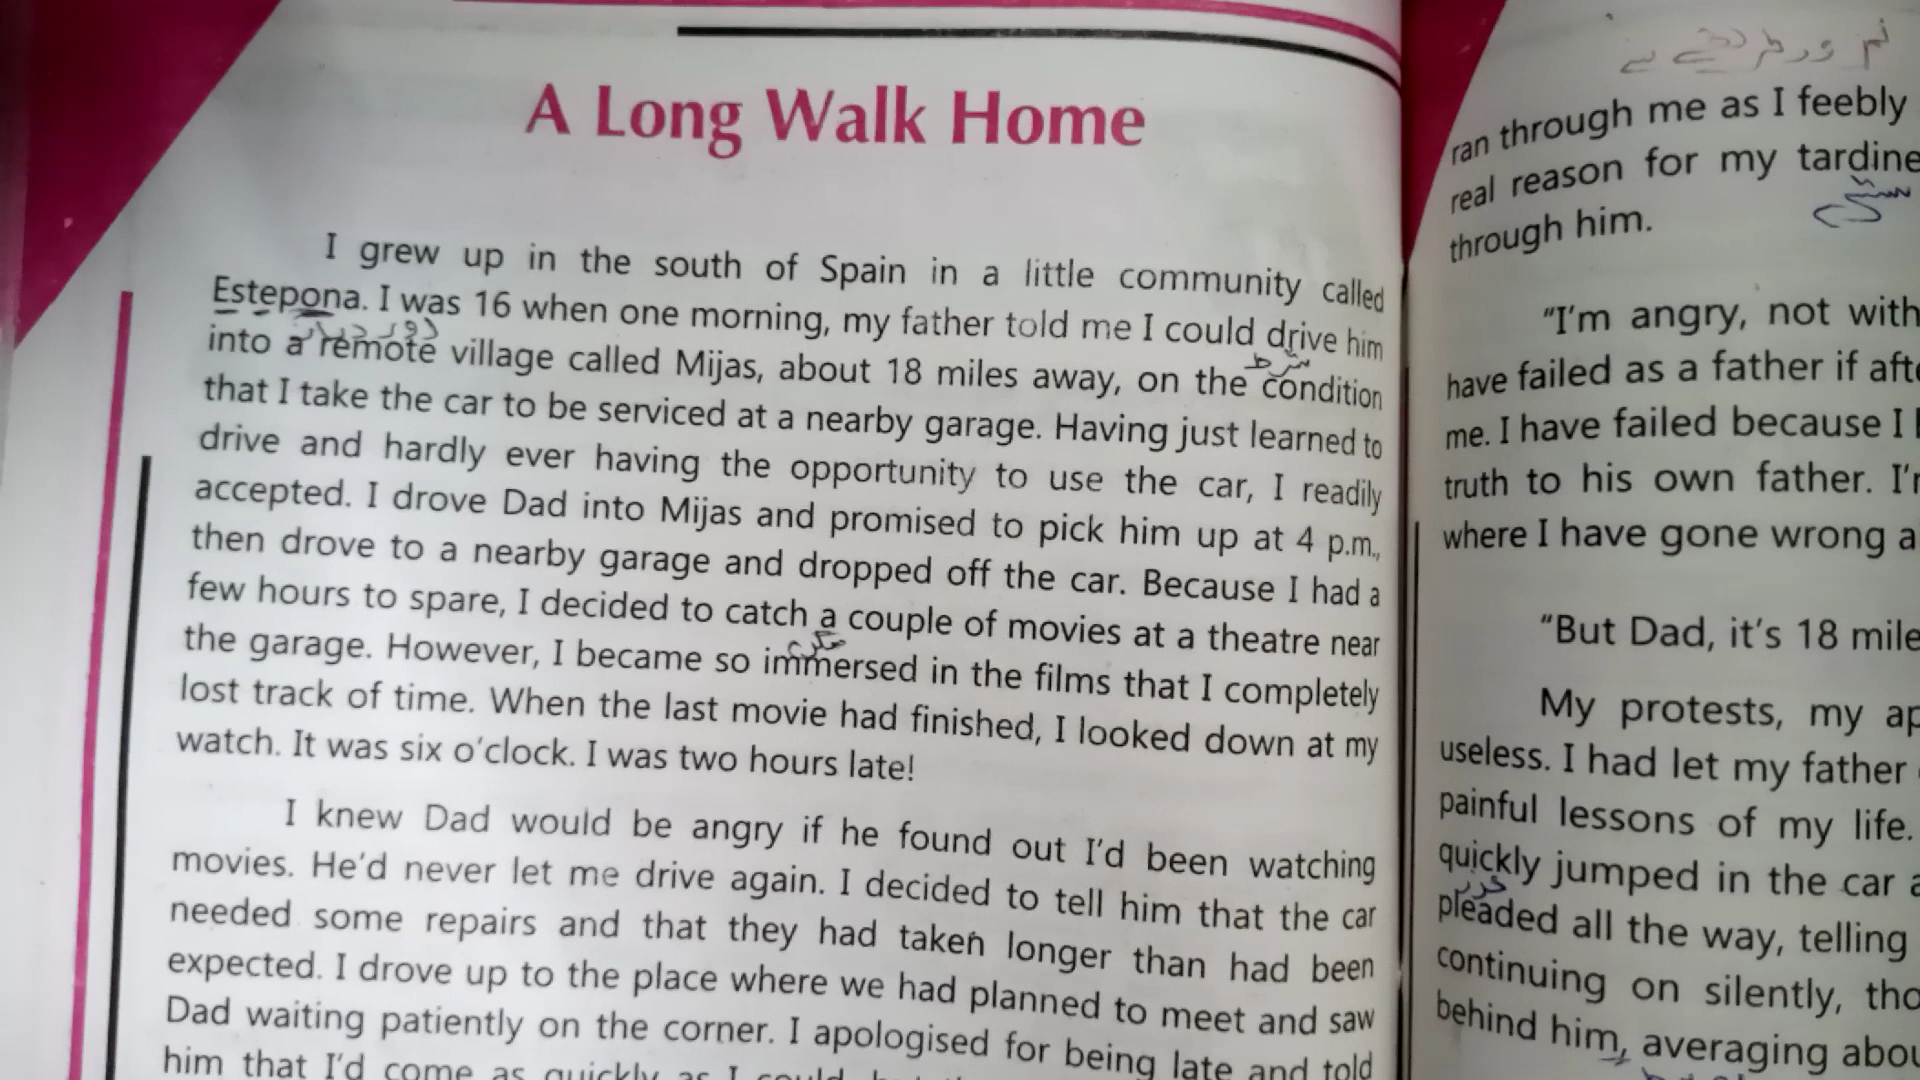 A Long Walk Home
I grew up in the south of Spain in a little community called
Estepona. I was 16 when one morning, my father told me I could drive him
دور دراز
into a remote village called Mijas, about 18 miles away, on the condition
شرط
that I take the car to be serviced at a nearby garage. Having just learned to
drive and hardly ever having the opportunity to use the car, I readily
accepted. I drove Dad into Mijas and promised to pick him up at 4 p.m.,
then drove to a nearby garage and dropped off the car. Because I had a
few hours to spare, I decided to catch a couple of movies at a theatre near
the garage. However, I became so immersed in the films that I completely
lost track of time. When the last movie had finished, I looked down at my
watch. It was six o'clock. I was two hours late!
I knew Dad would be angry if he found out I'd been watching
movies. He'd never let me drive again. I decided to tell him that the car
needed some repairs and that they had taken longer than had been
expected. I drove up to the place where we had planned to meet and saw
Dad waiting patiently on the corner. I apologised for being late and told
him that I'd come as quickly as I could,
ran through me as I feebly
real reason for my tardine
through him.
"I'm angry, not with
have failed as a father if afte
me. I have failed because I
truth to his own father. I'
where I have gone wrong a
"But Dad, it's 18 mile
My protests, my ap
useless. I had let my father
painful lessons of my life.
quickly jumped in the car a
pleaded all the way, telling
continuing on silently, tho
behind him, averaging abou